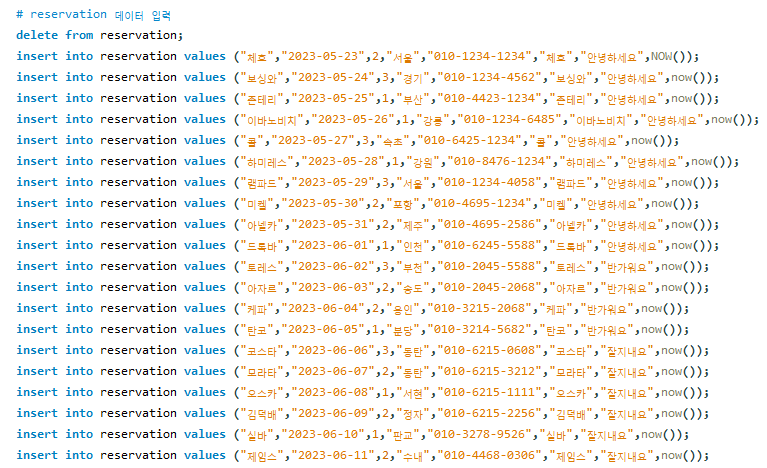 # reservation 데이터 입력
delete from reservation;
insert into reservation values ("체흐","2023-05-23",2,"서울","010-1234-1234","체흐","안녕하세요",NOW());
insert into reservation values ("보싱와","2023-05-24",3,"경기","010-1234-4562","보싱와","안녕하세요",now());
insert into reservation values ("존테리","2023-05-25",1,"부산","010-4423-1234","존테리","안녕하세요",now());
insert into reservation values ("이바노비치","2023-05-26",1,"강릉","010-1234-6485","이바노비치","안녕하세요",now());
insert into reservation values ("콜","2023-05-27",3,"속초","010-6425-1234","콜","안녕하세요",now());
insert into reservation values ("하미레스","2023-05-28",1,"강원","010-8476-1234","하미레스","안녕하세요",now());
insert into reservation values ("램파드","2023-05-29",3,"서울","010-1234-4058","램파드","안녕하세요",now());
insert into reservation values ("미켈","2023-05-30",2,"포항","010-4695-1234","미켈","안녕하세요",now());
insert into reservation values ("아넬카","2023-05-31",2,"제주","010-4695-2586","아넬카","안녕하세요",now());
insert into reservation values ("드록바","2023-06-01",1,"인천","010-6245-5588","드록바","안녕하세요",now());
insert into reservation values ("토레스","2023-06-02",3,"부천","010-2045-5588","토레스","반가워요",now());
insert into reservation values ("아자르","2023-06-03",2,"송도","010-2045-2068","아자르","반가워요",now());
insert into reservation values ("케파","2023-06-04",2,"용인","010-3215-2068","케파","반가워요",now());
insert into reservation values ("탄코","2023-06-05",1,"분당","010-3214-5682","탄코","반가워요",now());
insert into reservation values ("코스타","2023-06-06",3,"동탄","010-6215-0608","코스타","잘지내요",now());
insert into reservation values ("모라타","2023-06-07",2,"동탄","010-6215-3212","모라타","잘지내요",now());
insert into reservation values ("오스카","2023-06-08",1,"서현","010-6215-1111","오스카","잘지내요",now());
insert into reservation values ("김덕배","2023-06-09",2,"정자","010-6215-2256","김덕배","잘지내요",now());
insert into reservation values ("실바","2023-06-10",1,"판교","010-3278-9526","실바","잘지내요",now());
insert into reservation values ("제임스","2023-06-11",2,"수내","010-4468-0306","제임스","잘지내요",now());